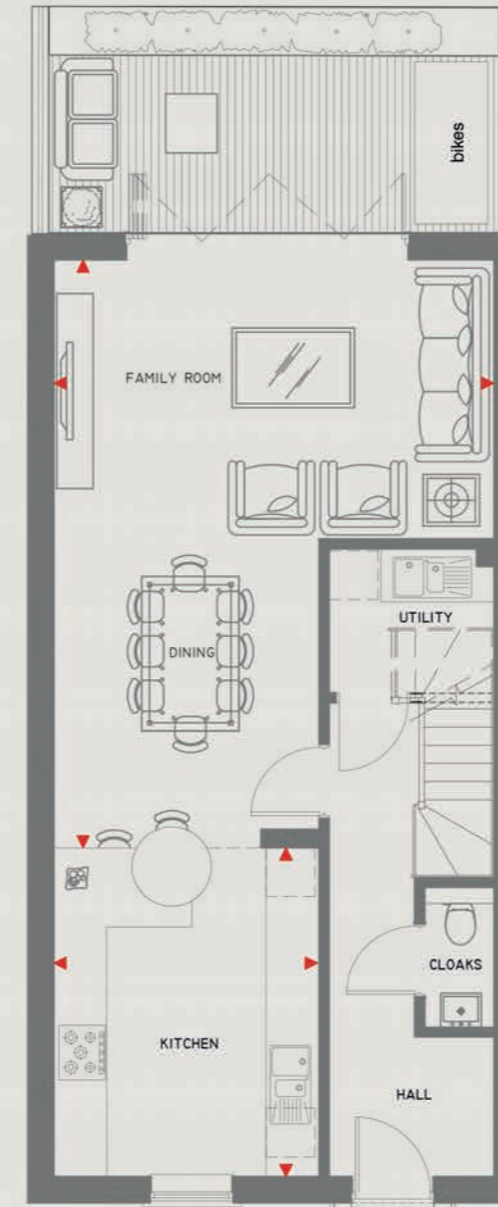 bikes
FAMILY ROOM
UTILITY
DINING
CLOAKS
KITCHEN
HALL